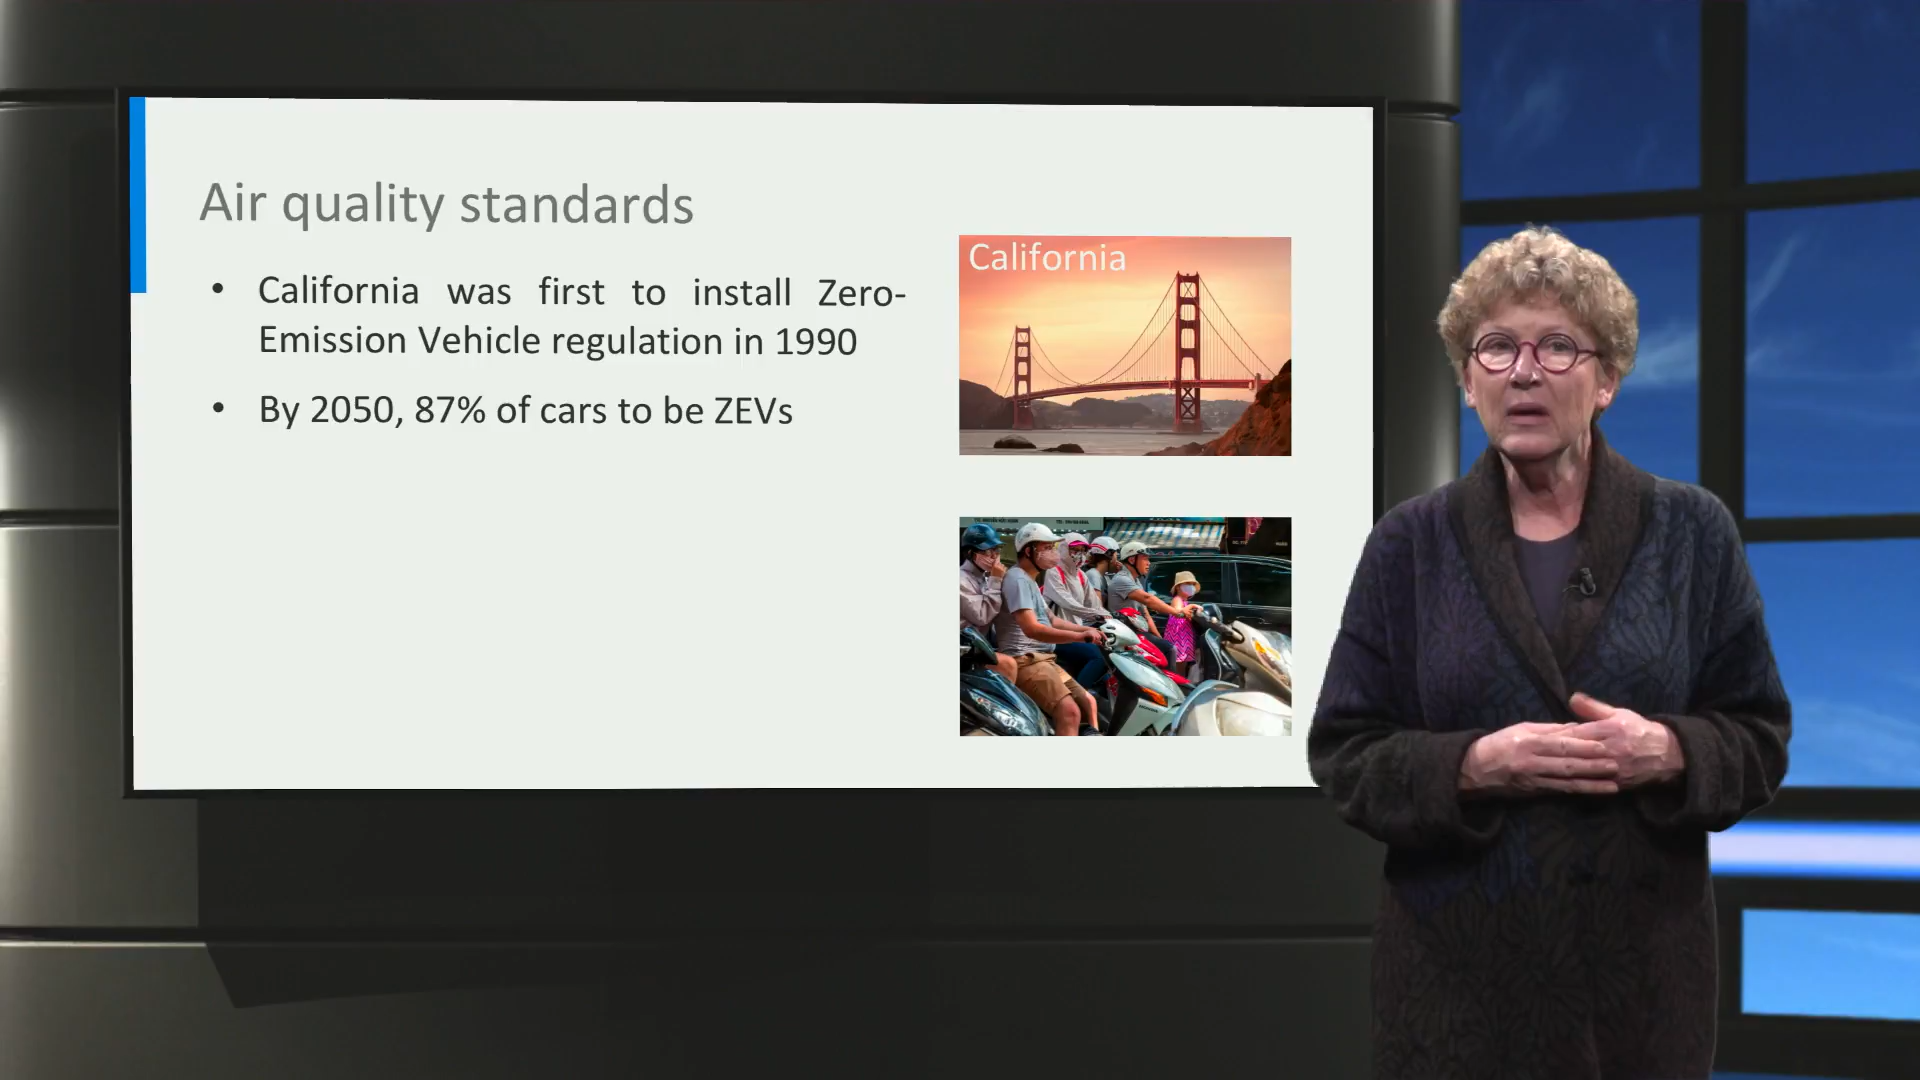 Air quality standards
• California was first to install Zero-
Emission Vehicle regulation in 1990
• By 2050, 87% of cars to be ZEVs
California